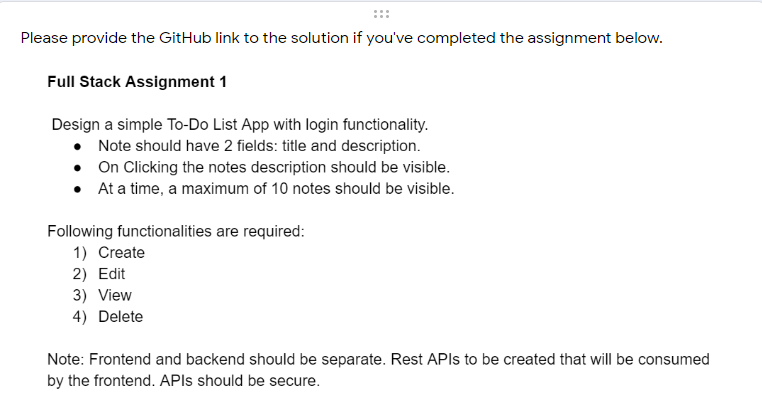 Please provide the GitHub link to the solution if you've completed the assignment below.
Full Stack Assignment 1
Design a simple To-Do List App with login functionality.
● Note should have 2 fields: title and description.
● On Clicking the notes description should be visible.
● At a time, a maximum of 10 notes should be visible.
Following functionalities are required:
1) Create
2) Edit
3) View
4) Delete
Note: Frontend and backend should be separate. Rest APIs to be created that will be consumed
by the frontend. APIs should be secure.